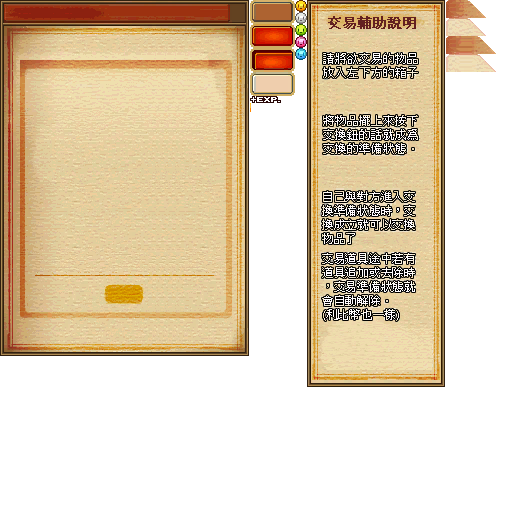 交易輔助說明
請將欲交易的物品
放入左下方的箱子
將物品擺上來按下
交換鈕的話就成為
交換的準備狀態。
自己與對方進入交
換準備狀態時，交
換成立就可以交換
物品了
交易道具途中若有
道具追加或去除時
，交易準備狀態就
會自動解除。
(利比幣也一樣)
+EXP.